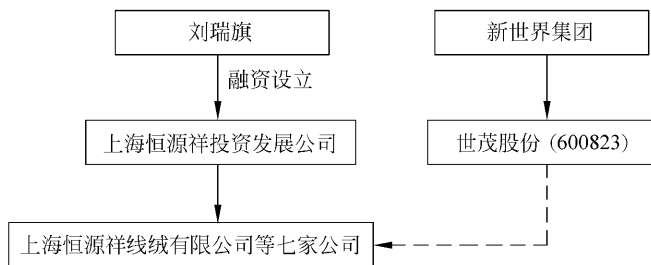 刘瑞旗
新世界集团
融资设立
上海恒源祥投资发展公司
世茂股份（600823）
上海恒源祥线绒有限公司等七家公司